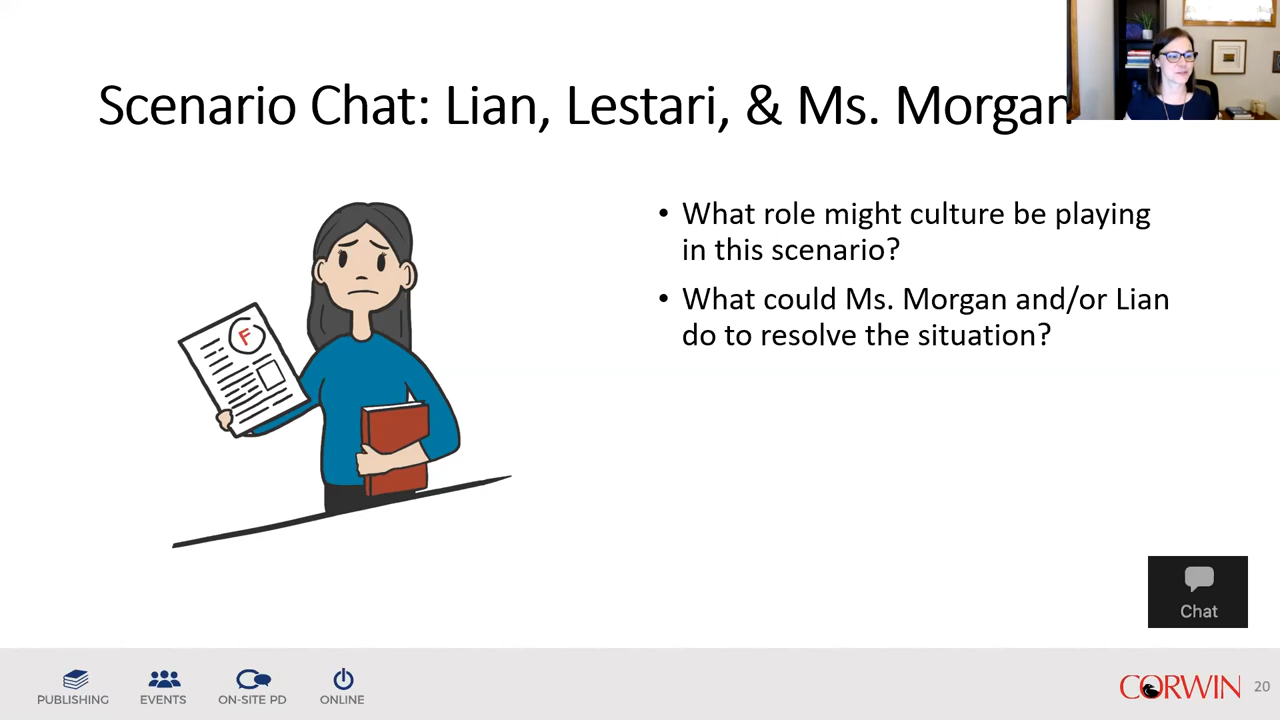 Scenario Chat: Lian, Lestari, & Ms. Morgan
F
• What role might culture be playing
in this scenario?
• What could Ms. Morgan and/or Lian
do to resolve the situation?
Chat
PUBLISHING
EVENTS
ON-SITE PD
ONLINE
CORWIN
20